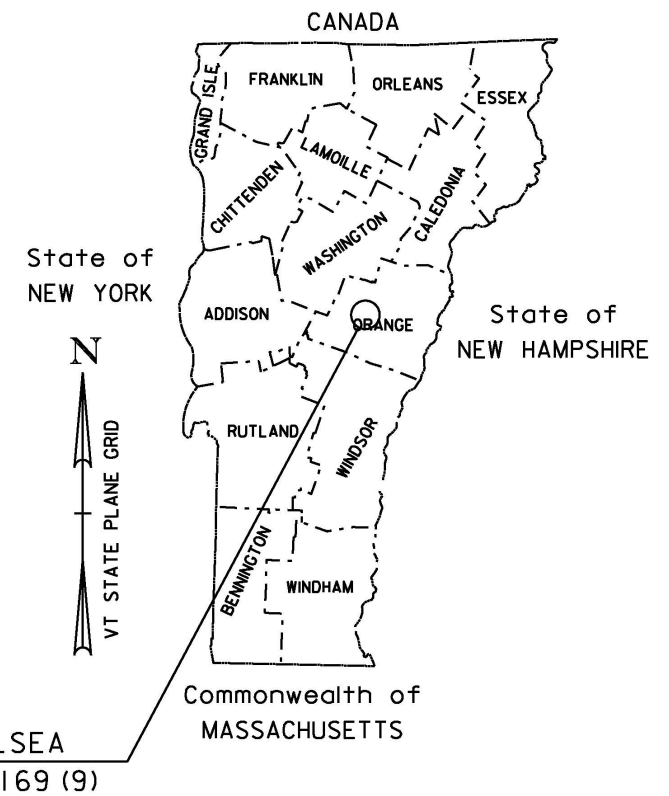 CANADA
GRAND ISLE
FRANKLIN
ORLEANS
ESSEX
LAMOILLE
CHITTENDEN
CALEDONIA
WASHINGTON
State of
NEW YORK
ADDISON
ORANGE
State of
NEW HAMPSHIRE
N
VT STATE PLANE GRID
RUTLAND
WINDSOR
BENNINGTON
WINDHAM
Commonwealth of
MASSACHUSETTS
LSEA
169 (9)